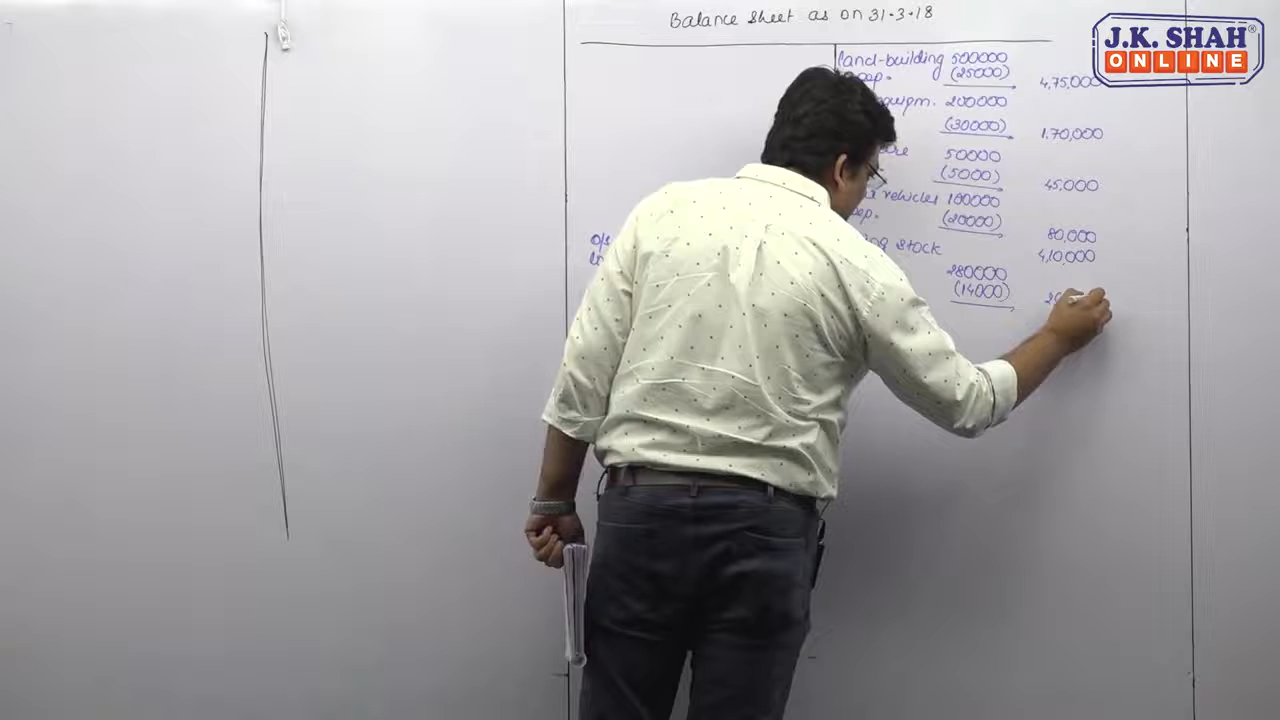 Balance Sheet as on 31.3.18
J.K. SHAH
ONLINE
Land-building 500000
(25000) 4,75,000
200000
(30000) 1,70,000
50000
(5000) 45,000
vehicles 100000
(20000) 80,000
stock 4,10,000
280000
(14000)
O/s